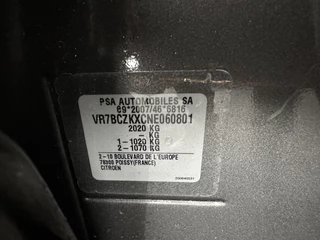 PSA AUTOMOBILES SA
e9*2007/46*6816
VR7BCZKXCNE060801
2020 KG
- KG
1-1020 KG
2-1070 KG
2-10 BOULEVARD DE L'EUROPE
78300 POISSY(FRANCE)
CITROEN